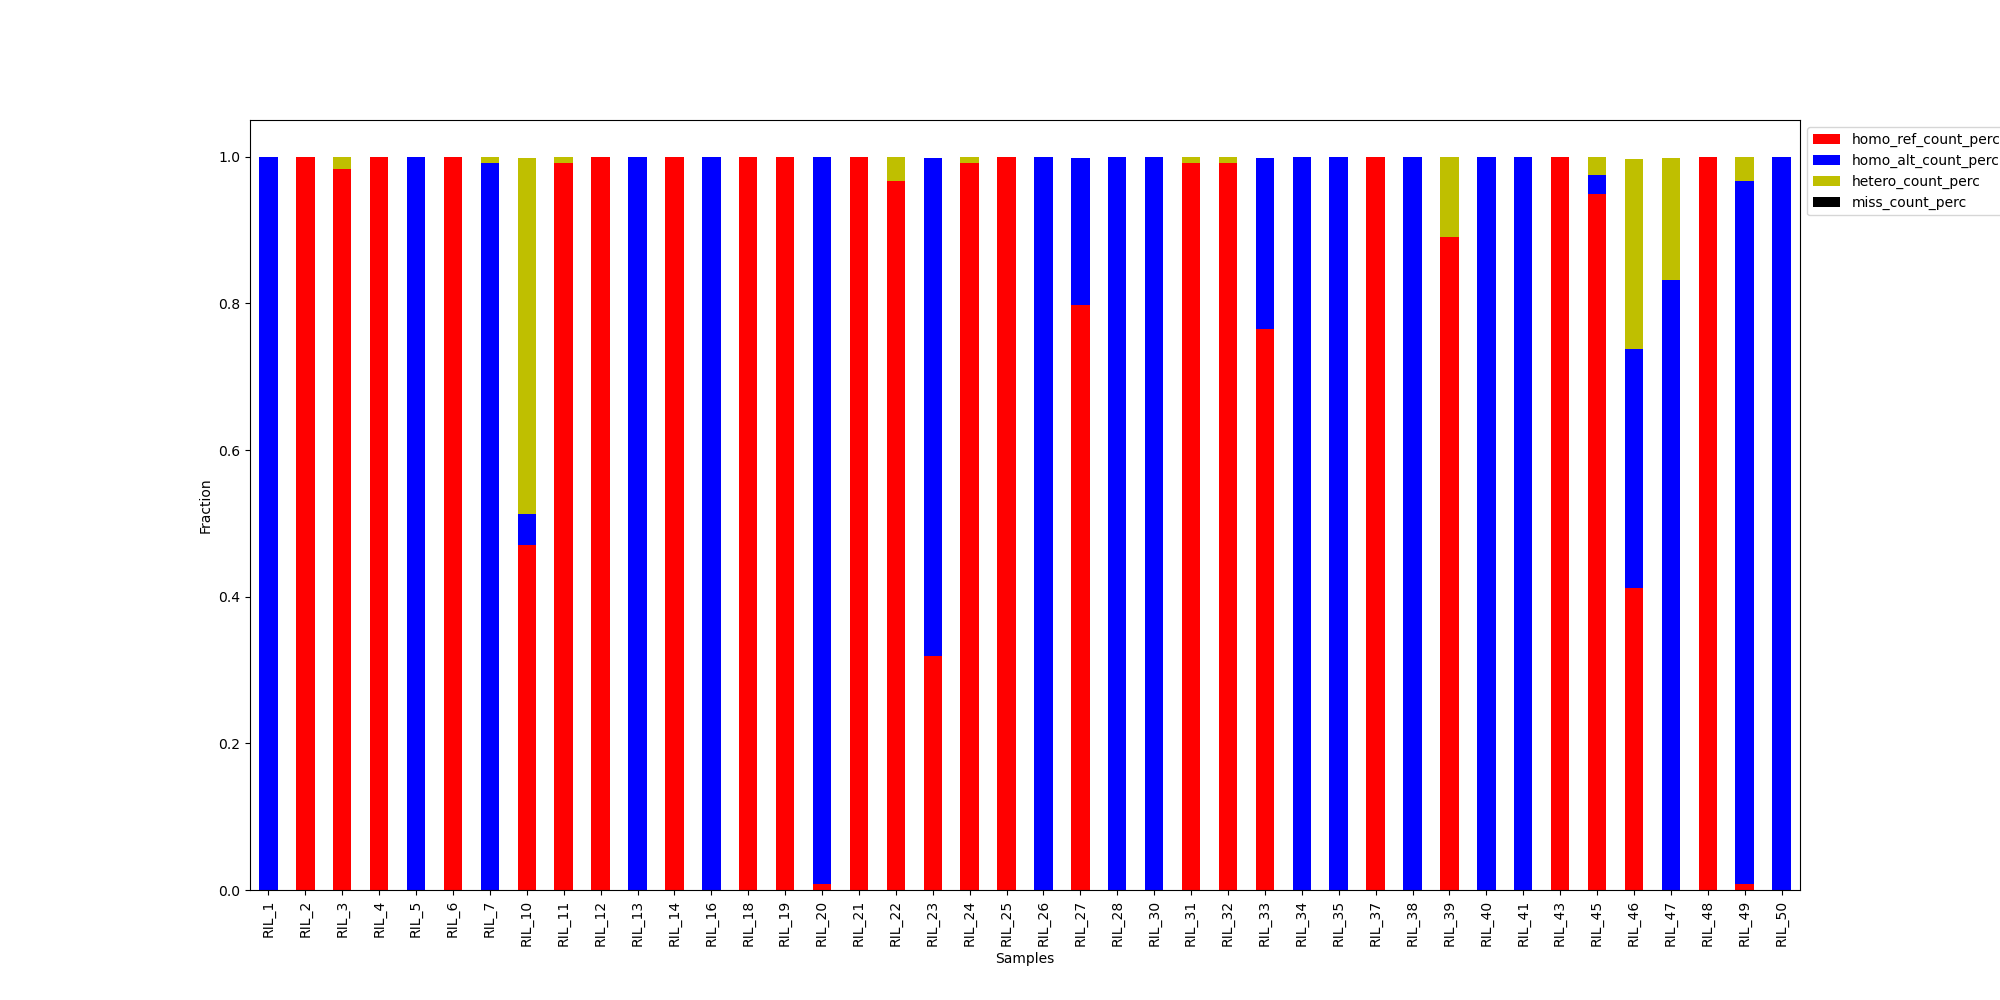 homo_ref_count_perc
homo_alt_count_perc
hetero_count_perc
miss_count_perc
1.0
0.8
0.6
0.4
0.2
0.0
Fraction
RIL_1
RIL_2
RIL_3
RIL_4
RIL_5
RIL_6
RIL_7
RIL_10
RIL_11
RIL_12
RIL_13
RIL_14
RIL_16
RIL_18
RIL_19
RIL_20
RIL_21
RIL_22
RIL_23
RIL_24
RIL_25
RIL_26
RIL_27
RIL_28
RIL_30
RIL_31
RIL_32
RIL_33
RIL_34
RIL_35
RIL_37
RIL_38
RIL_39
RIL_40
RIL_41
RIL_43
RIL_45
RIL_46
RIL_47
RIL_48
RIL_49
RIL_50
Samples